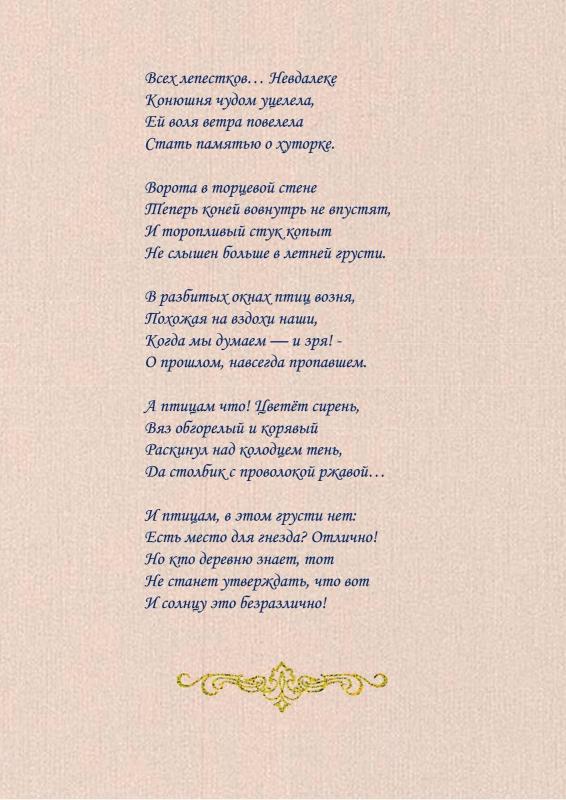 Всех лепестков… Невдалеке
Конюшня чудом уцелела,
Ей воля ветра повелела
Стать памятью о хуторке.
Ворота в торцевой стене
Теперь коней вовнутрь не впустят,
И торопливый стук копыт
Не слышен больше в летней грусти.
В разбитых окнах птиц возня,
Похожая на вздохи наши,
Когда мы думаем — и зря! -
О прошлом, навсегда пропавшем.
А птицам что! Цветёт сирень,
Вяз обгорелый и корявый
Раскинул над колодцем тень,
Да столбик с проволокой ржавой…
И птицам, в этом грусти нет:
Есть место для гнезда? Отлично!
Но кто деревню знает, тот
Не станет утверждать, что вот
И солнцу это безразлично!